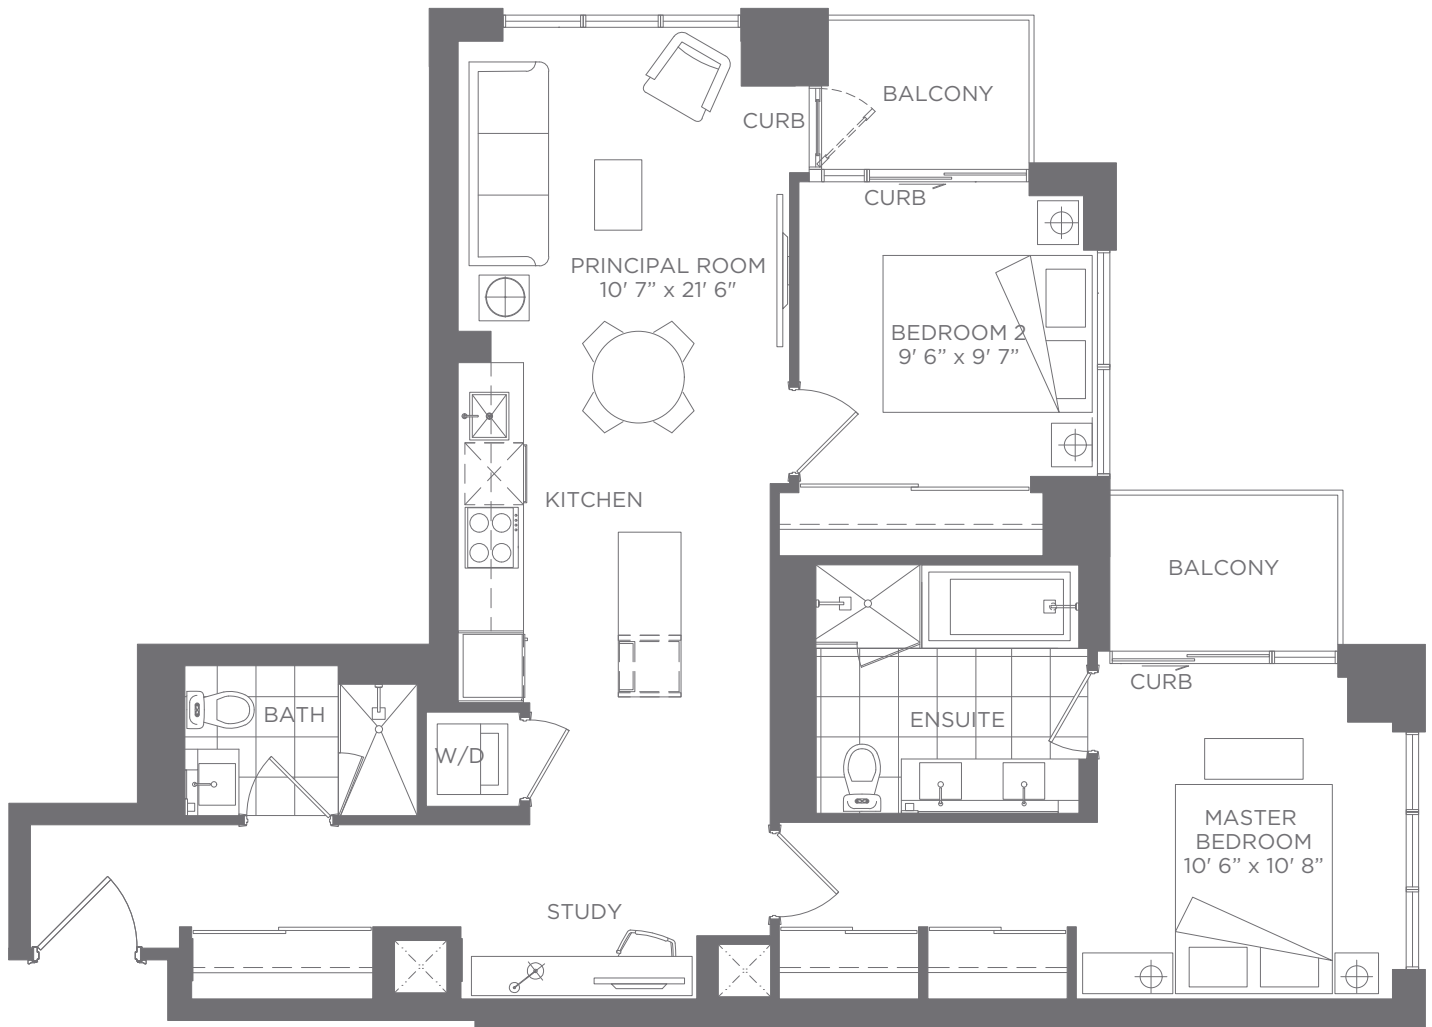 BALCONY
CURB
CURB
PRINCIPAL ROOM
10' 7” x 21' 6"
BEDROOM 2
9' 6” x 9' 7”
KITCHEN
BALCONY
CURB
BATH
ENSUITE
W/D
MASTER
BEDROOM
10' 6” x 10' 8”
STUDY